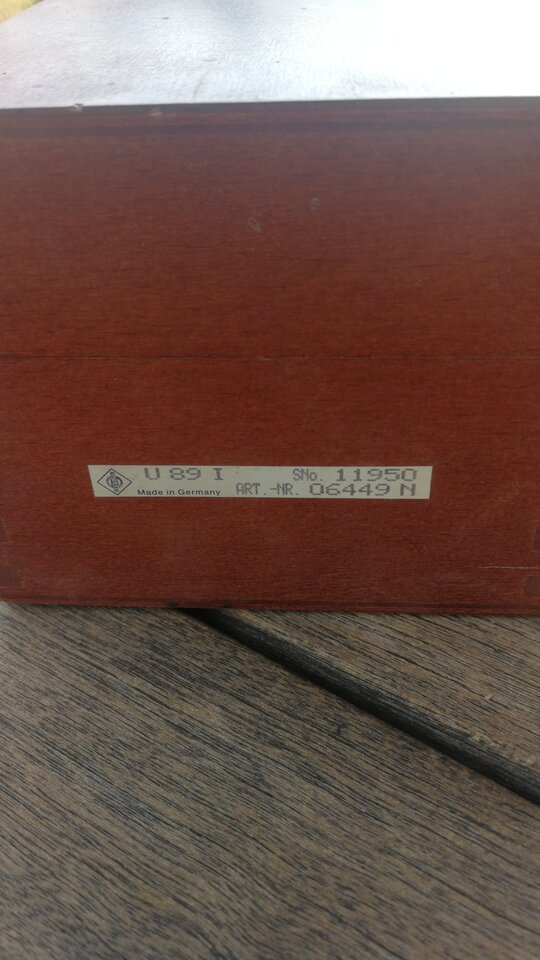 U 89 I SNo. 11950
Made in Germany ART.-NR. 06449 N